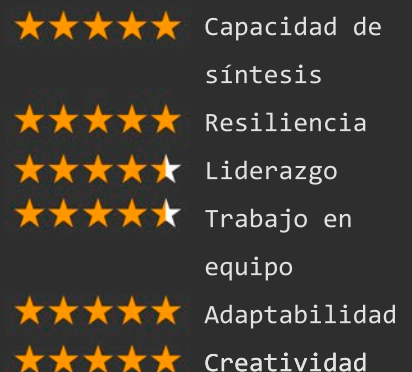 Capacidad de
síntesis
Resiliencia
Liderazgo
Trabajo en
equipo
Adaptabilidad
Creatividad